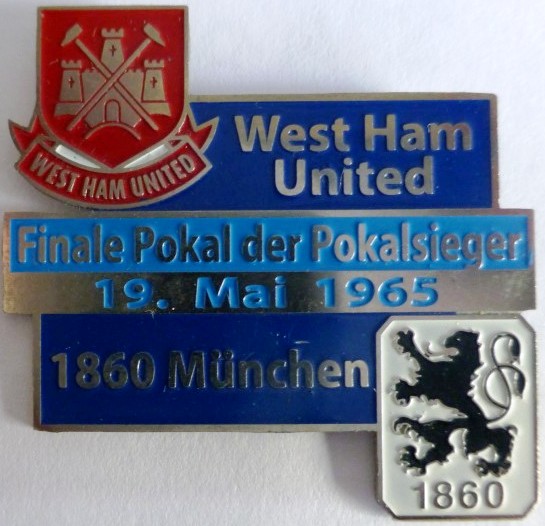 WEST HAM UNITED
West Ham
United
Finale Pokal der Pokalsieger
19. Mai 1965
1860 München
1860